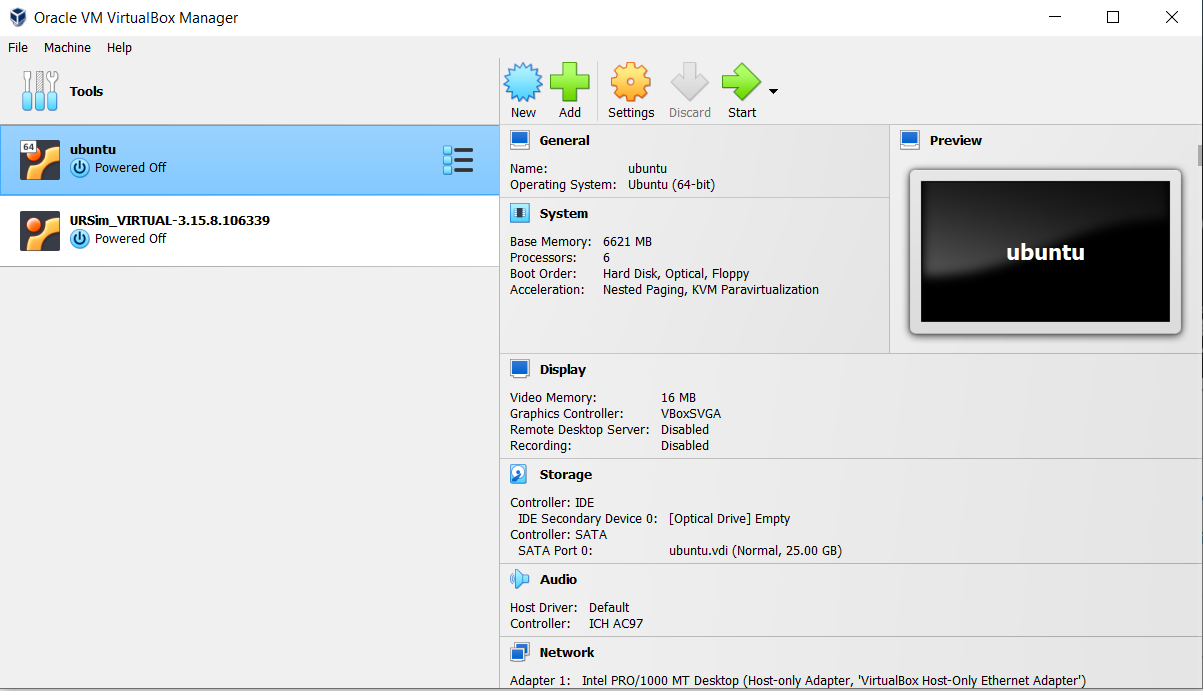 Oracle VM VirtualBox Manager
File Machine Help
Tools
New Add Settings Discard Start
64
ubuntu
Powered Off
URSim_VIRTUAL-3.15.8.106339
Powered Off
General
Name: ubuntu
Operating System: Ubuntu (64-bit)
System
Base Memory: 6621 MB
Processors: 6
Boot Order: Hard Disk, Optical, Floppy
Acceleration: Nested Paging, KVM Paravirtualization
Preview
ubuntu
Display
Video Memory: 16 MB
Graphics Controller: VBoxSVGA
Remote Desktop Server: Disabled
Recording: Disabled
Storage
Controller: IDE
IDE Secondary Device 0: [Optical Drive] Empty
Controller: SATA
SATA Port 0: ubuntu.vdi (Normal, 25.00 GB)
Audio
Host Driver: Default
Controller: ICH AC97
Network
Adapter 1: Intel PRO/1000 MT Desktop (Host-only Adapter, 'VirtualBox Host-Only Ethernet Adapter')